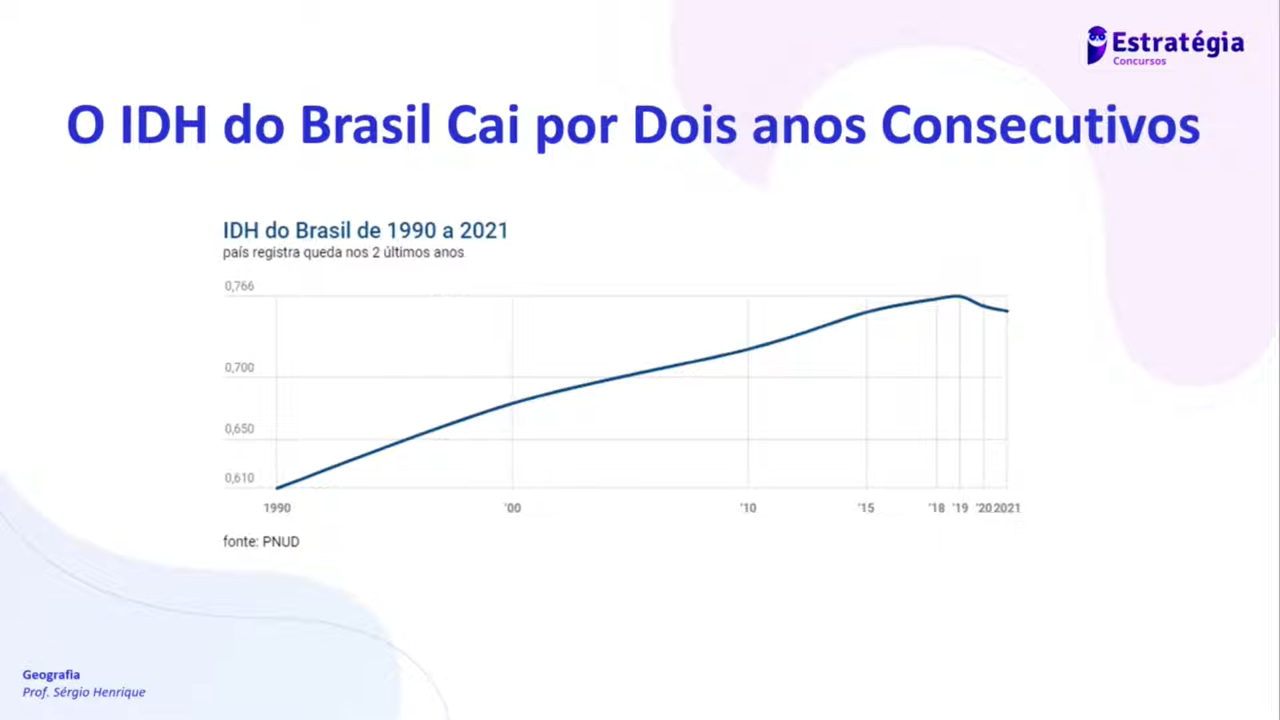 Estratégia
Concursos
O IDH do Brasil Cai por Dois anos Consecutivos
IDH do Brasil de 1990 a 2021
país registra queda nos 2 últimos anos
0,766
0,700
0,650
0,610
1990 '00 '10 '15 '18 '19 '20 2021
fonte: PNUD
Geografia
Prof. Sérgio Henrique